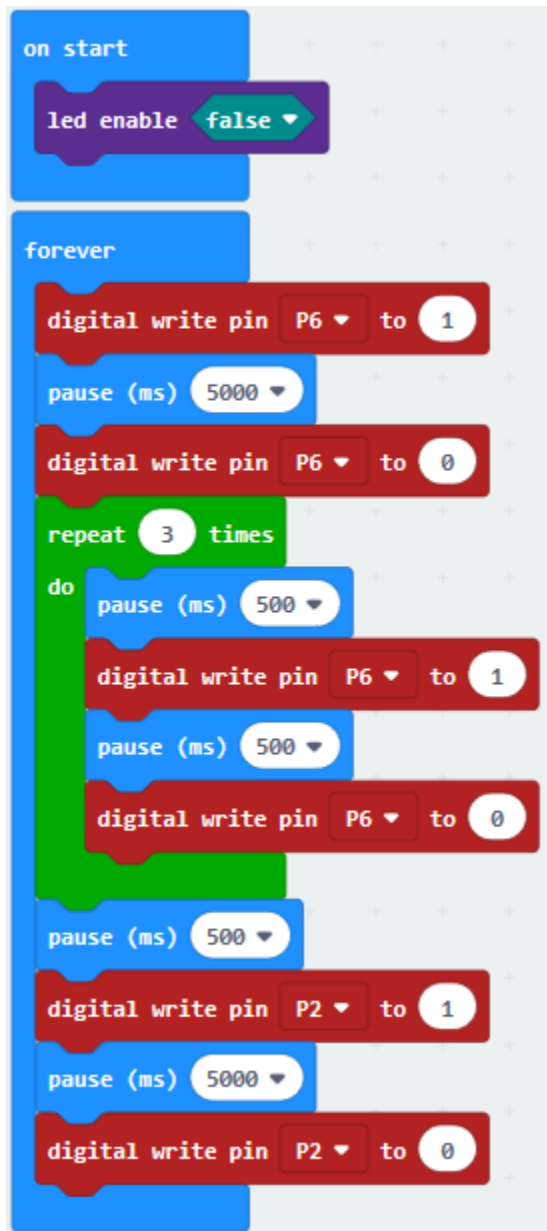 on start
led enable false
forever
digital write pin P6 to 1
pause (ms) 5000
digital write pin P6 to 0
repeat 3 times
do
pause (ms) 500
digital write pin P6 to 1
pause (ms) 500
digital write pin P6 to 0
pause (ms) 500
digital write pin P2 to 1
pause (ms) 5000
digital write pin P2 to 0